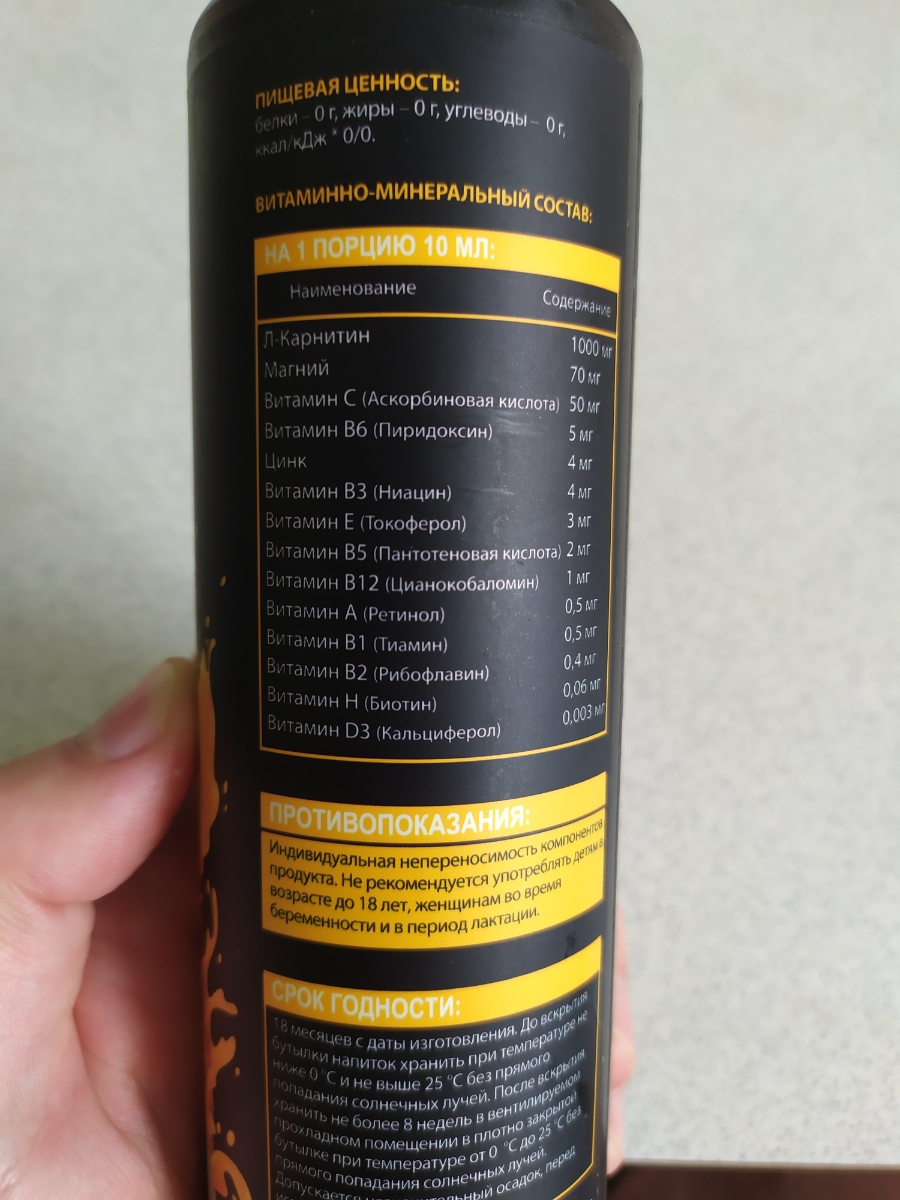 ПИЩЕВАЯ ЦЕННОСТЬ:
белки – 0 г, жиры – 0 г, углеводы – 0 г,
ккал/кДж * 0/0.
ВИТАМИННО-МИНЕРАЛЬНЫЙ СОСТАВ:
НА 1 ПОРЦИЮ 10 МЛ:
Наименование Содержание
Л-Карнитин 1000 мг
Магний 70 мг
Витамин С (Аскорбиновая кислота) 50 мг
Витамин В6 (Пиридоксин) 5 мг
Цинк 4 мг
Витамин В3 (Ниацин) 4 мг
Витамин Е (Токоферол) 3 мг
Витамин В5 (Пантотеновая кислота) 2 мг
Витамин В12 (Цианокобаломин) 1 мг
Витамин А (Ретинол) 0,5 мг
Витамин В1 (Тиамин) 0,5 мг
Витамин В2 (Рибофлавин) 0,4 мг
Витамин Н (Биотин) 0,06 мг
Витамин D3 (Кальциферол) 0,003 мг
ПРОТИВОПОКАЗАНИЯ:
Индивидуальная непереносимость компонентов
продукта. Не рекомендуется употреблять детям в
возрасте до 18 лет, женщинам во время
беременности и в период лактации.
СРОК ГОДНОСТИ:
18 месяцев с даты изготовления. До вскрытия
бутылки напиток хранить при температуре не
ниже 0 °С и не выше 25 °С без прямого
попадания солнечных лучей. После вскрытия
хранить не более 8 недель в вентилируемом
прохладном помещении в плотно закрытой
бутылке при температуре от 0 °С до 25 °С без
прямого попадания солнечных лучей.
Допускается осадок, перед